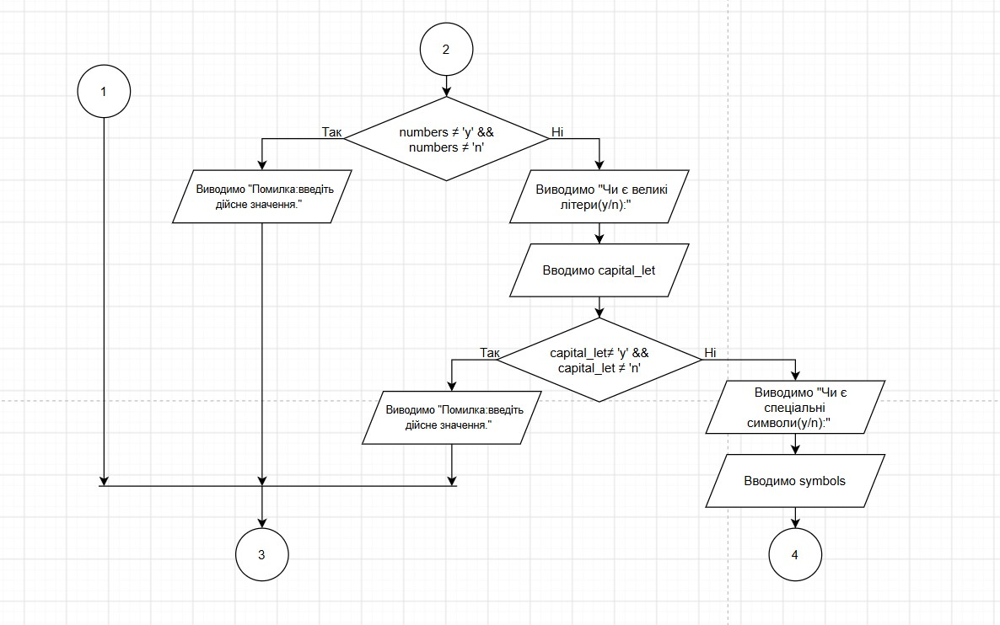 2
1
numbers ≠ 'y' &&
numbers ≠ 'n'
Так
Ні
Виводимо "Помилка:введіть
дійсне значення."
Виводимо "Чи є великі
літери(y/n):"
Вводимо capital_let
capital_let≠ 'y' &&
capital_let ≠ 'n'
Так
Ні
Виводимо "Помилка:введіть
дійсне значення."
Виводимо "Чи є
спеціальні
символи(y/n):"
Вводимо symbols
3
4